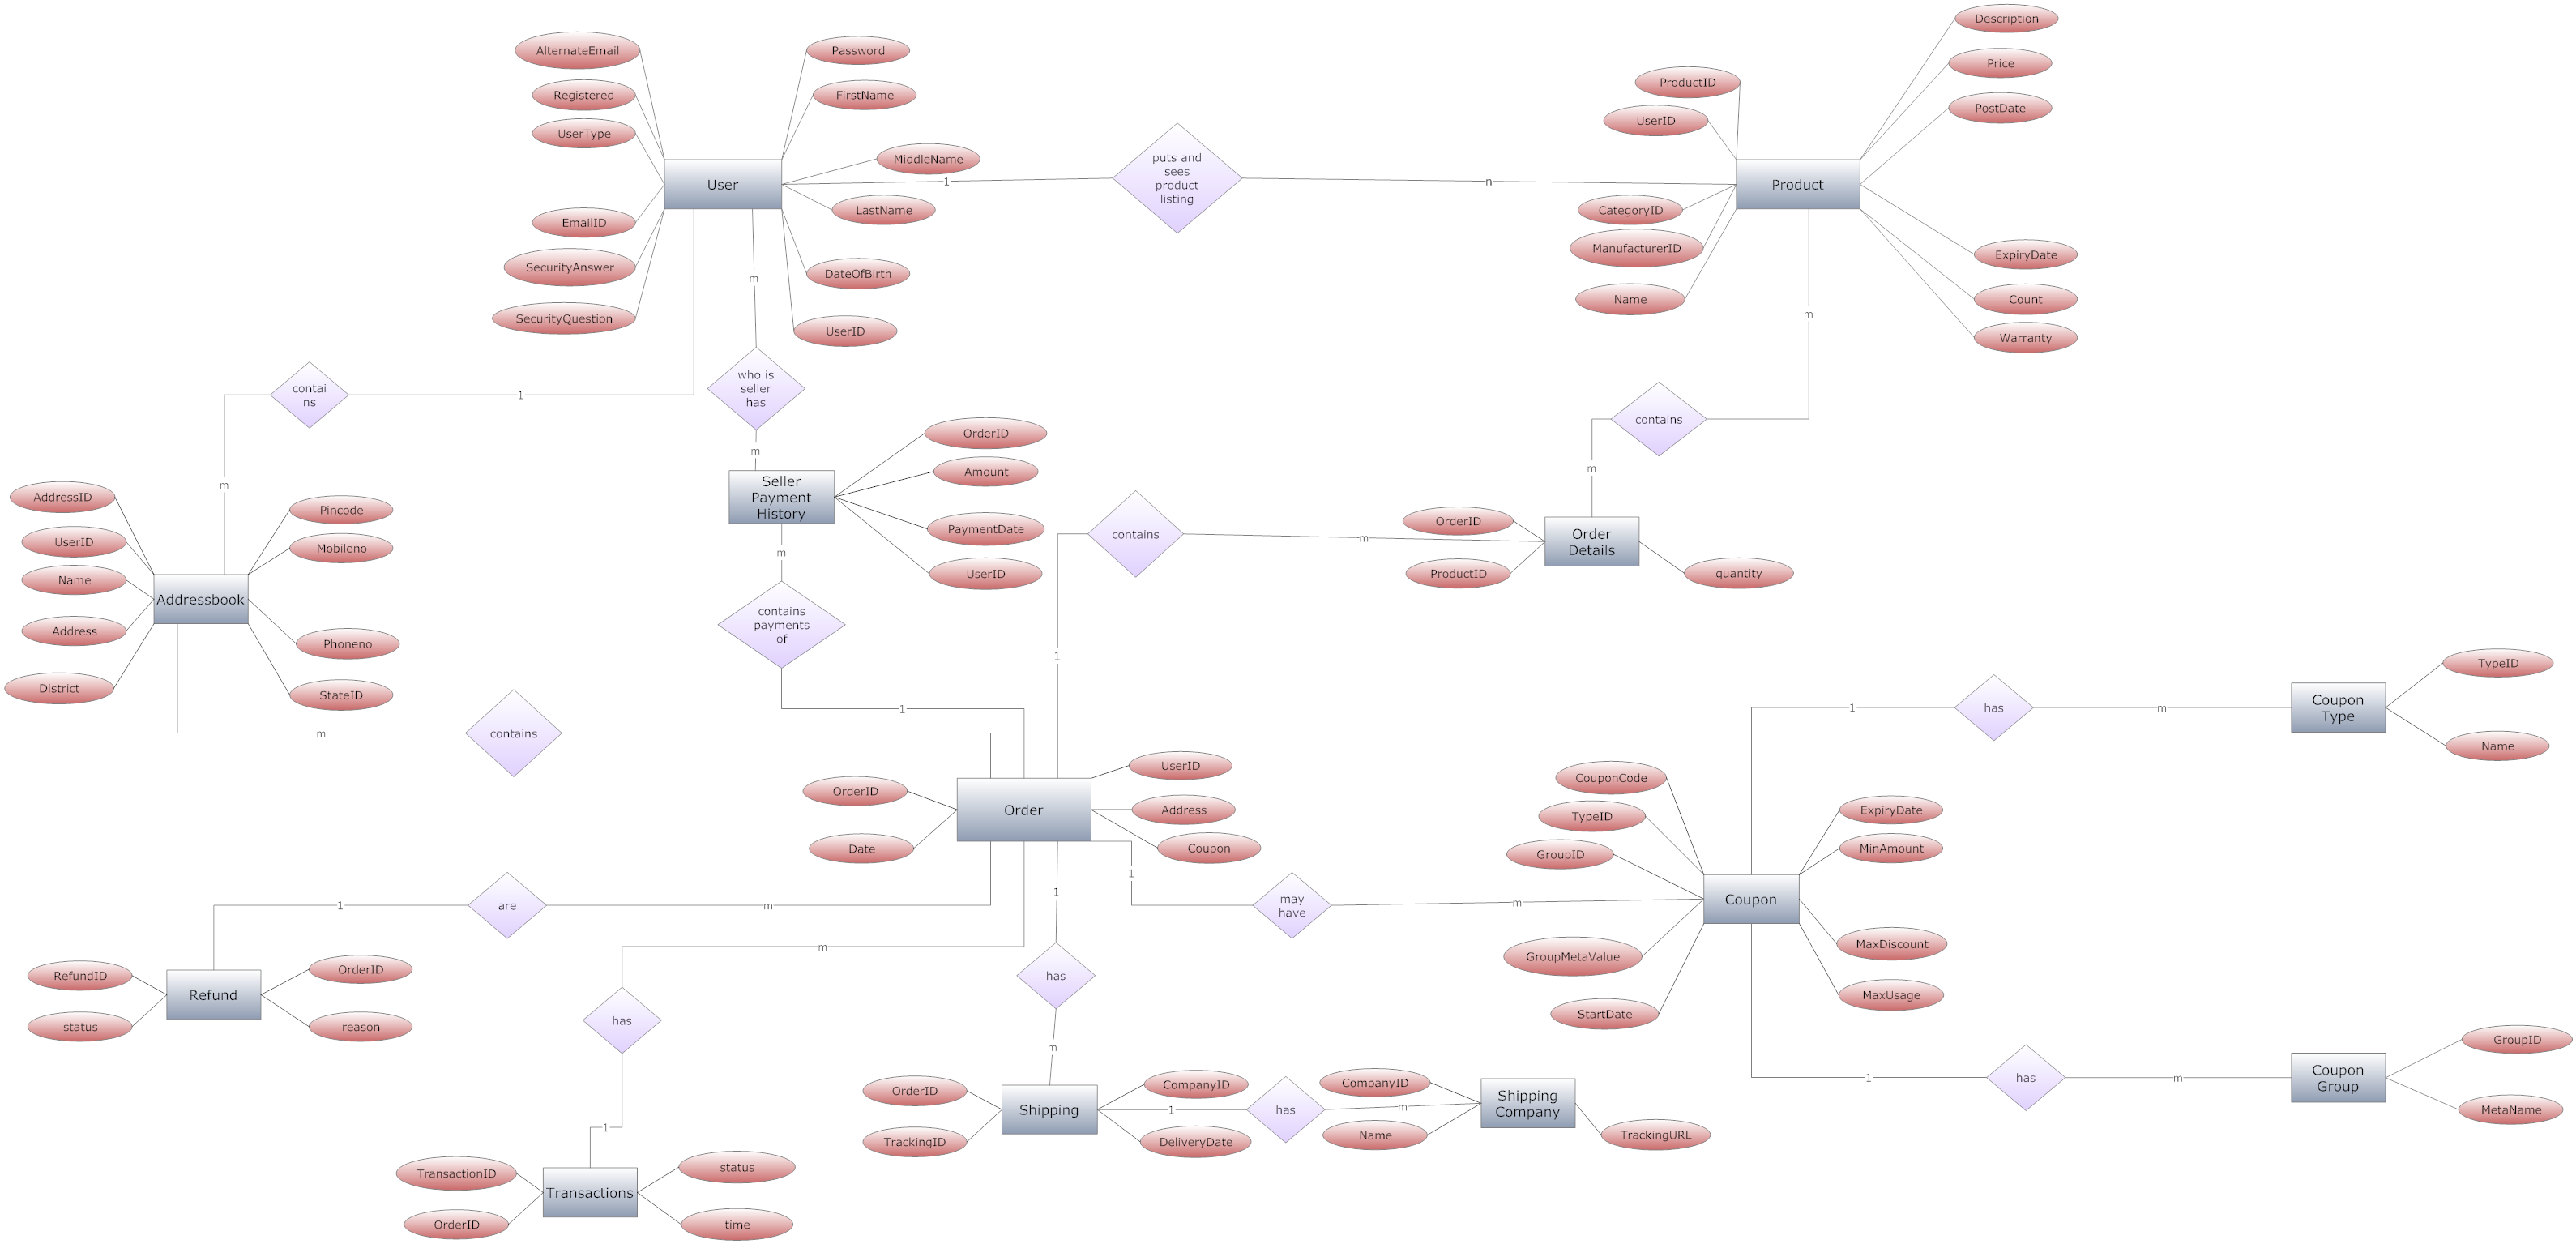 Description
AlternateEmail
Password
Price
ProductID
Registered
FirstName
PostDate
UserID
UserType
puts and
sees
product
listing
MiddleName
User
1
n
Product
LastName
CategoryID
EmailID
ManufacturerID
ExpiryDate
SecurityAnswer
DateOfBirth
m
Name
Count
m
SecurityQuestion
UserID
Warranty
contai
ns
1
who is
seller
has
contains
OrderID
m
m
Amount
m
Seller
Payment
History
AddressID
Pincode
OrderID
PaymentDate
contains
m
Order
Details
UserID
Mobileno
m
UserID
ProductID
quantity
Name
Addressbook
contains
payments
of
Address
Phoneno
1
TypeID
District
StateID
1
1
has
m
Coupon
Type
m
contains
Name
UserID
CouponCode
OrderID
Order
Address
TypeID
ExpiryDate
Date
Coupon
GroupID
MinAmount
1
1
1
are
m
may
have
m
Coupon
m
MaxDiscount
GroupMetaValue
RefundID
OrderID
has
Refund
MaxUsage
status
reason
has
StartDate
m
GroupID
OrderID
CompanyID
CompanyID
1
has
m
Coupon
Group
Shipping
1
has
m
Shipping
Company
MetaName
TrackingID
DeliveryDate
Name
TrackingURL
1
TransactionID
status
Transactions
OrderID
time